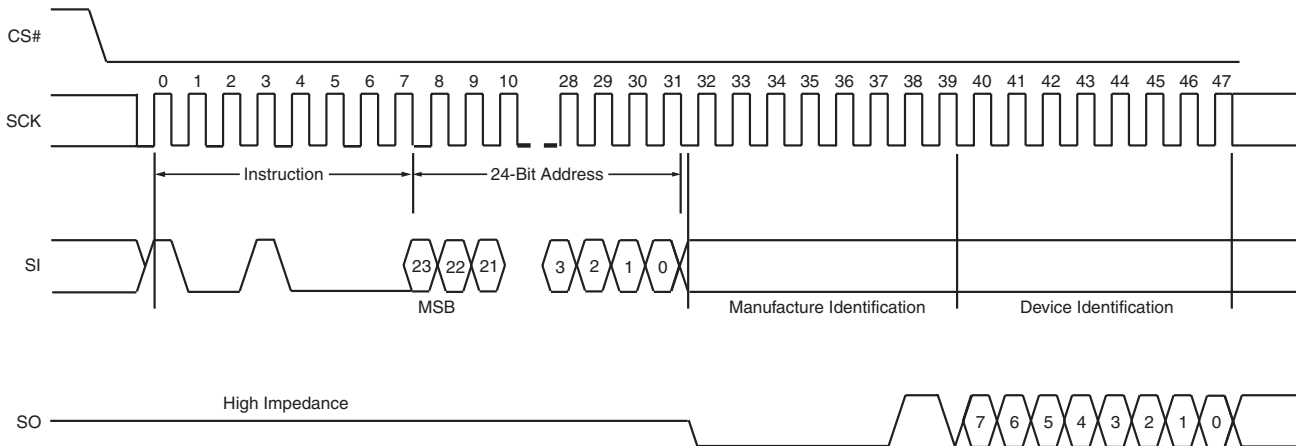 CS#
0 1 2 3 4 5 6 7 8 9 10 28 29 30 31 32 33 34 35 36 37 38 39 40 41 42 43 44 45 46 47
SCK
Instruction 24-Bit Address
SI 23 22 21 3 2 1 0
MSB Manufacture Identification Device Identification
High Impedance
SO 7 6 5 4 3 2 1 0